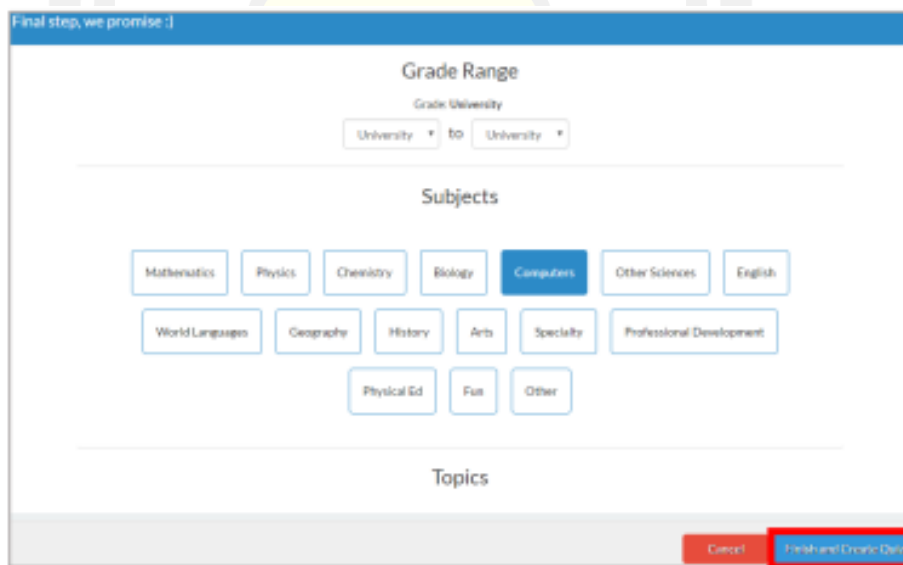 Final step, we promise :)
Grade Range
Grade: University
University to University
Subjects
Mathematics Physics Chemistry Biology Computers Other Sciences English
World Languages Geography History Arts Specialty Professional Development
Physical Ed Fun Other
Topics
Cancel Finish and Create Quiz